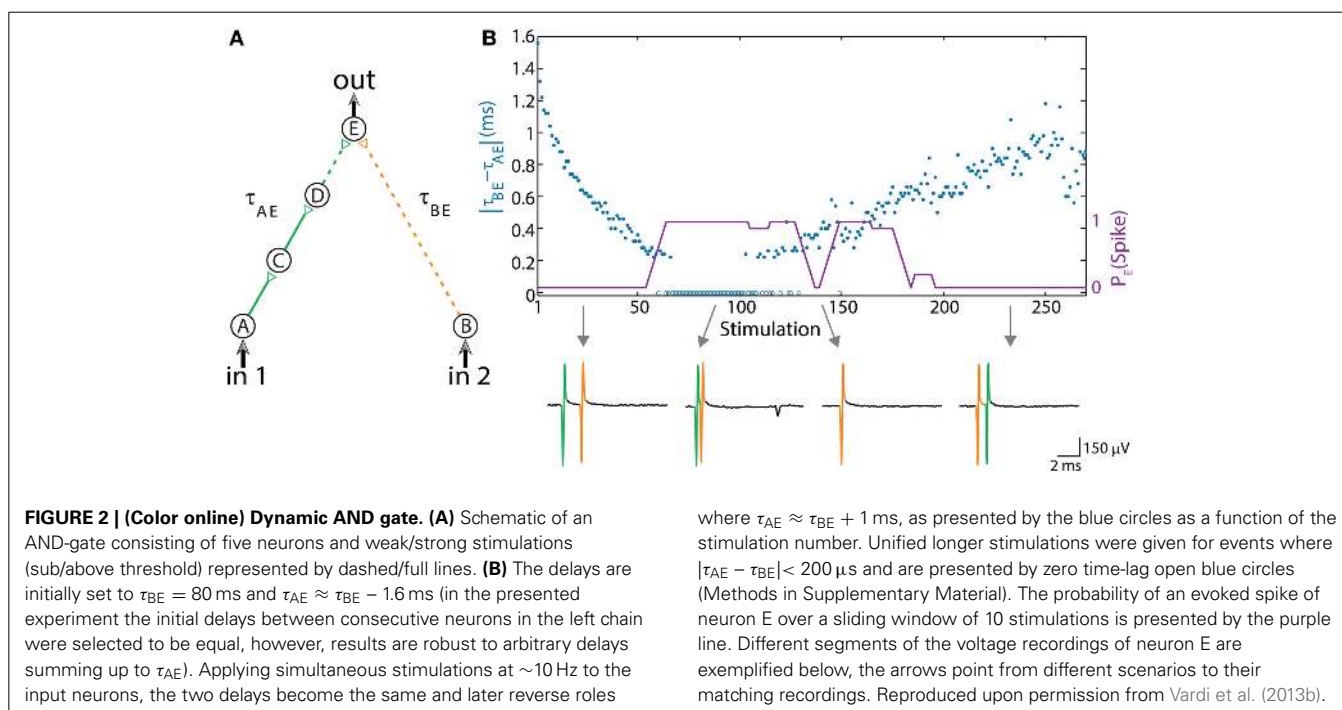 A
out
E
D
τAE
τBE
C
A
B
in 1
in 2
B
1.6
1.4
1.2
1
0.8
0.6
0.4
0.2
0
|τBE−τAE|(ms)
1
0
PE(Spike)
1
50
100
150
200
250
Stimulation
150 μV
2 ms
FIGURE 2 | (Color online) Dynamic AND gate. (A) Schematic of an
AND-gate consisting of five neurons and weak/strong stimulations
(sub/above threshold) represented by dashed/full lines. (B) The delays are
initially set to τBE = 80 ms and τAE ≈ τBE – 1.6 ms (in the presented
experiment the initial delays between consecutive neurons in the left chain
were selected to be equal, however, results are robust to arbitrary delays
summing up to τAE). Applying simultaneous stimulations at ~10 Hz to the
input neurons, the two delays become the same and later reverse roles
where τAE ≈ τBE + 1 ms, as presented by the blue circles as a function of the
stimulation number. Unified longer stimulations were given for events where
|τAE – τBE| < 200 μs and are presented by zero time-lag open blue circles
(Methods in Supplementary Material). The probability of an evoked spike of
neuron E over a sliding window of 10 stimulations is presented by the purple
line. Different segments of the voltage recordings of neuron E are
exemplified below, the arrows point from different scenarios to their
matching recordings. Reproduced upon permission from Vardi et al. (2013b).